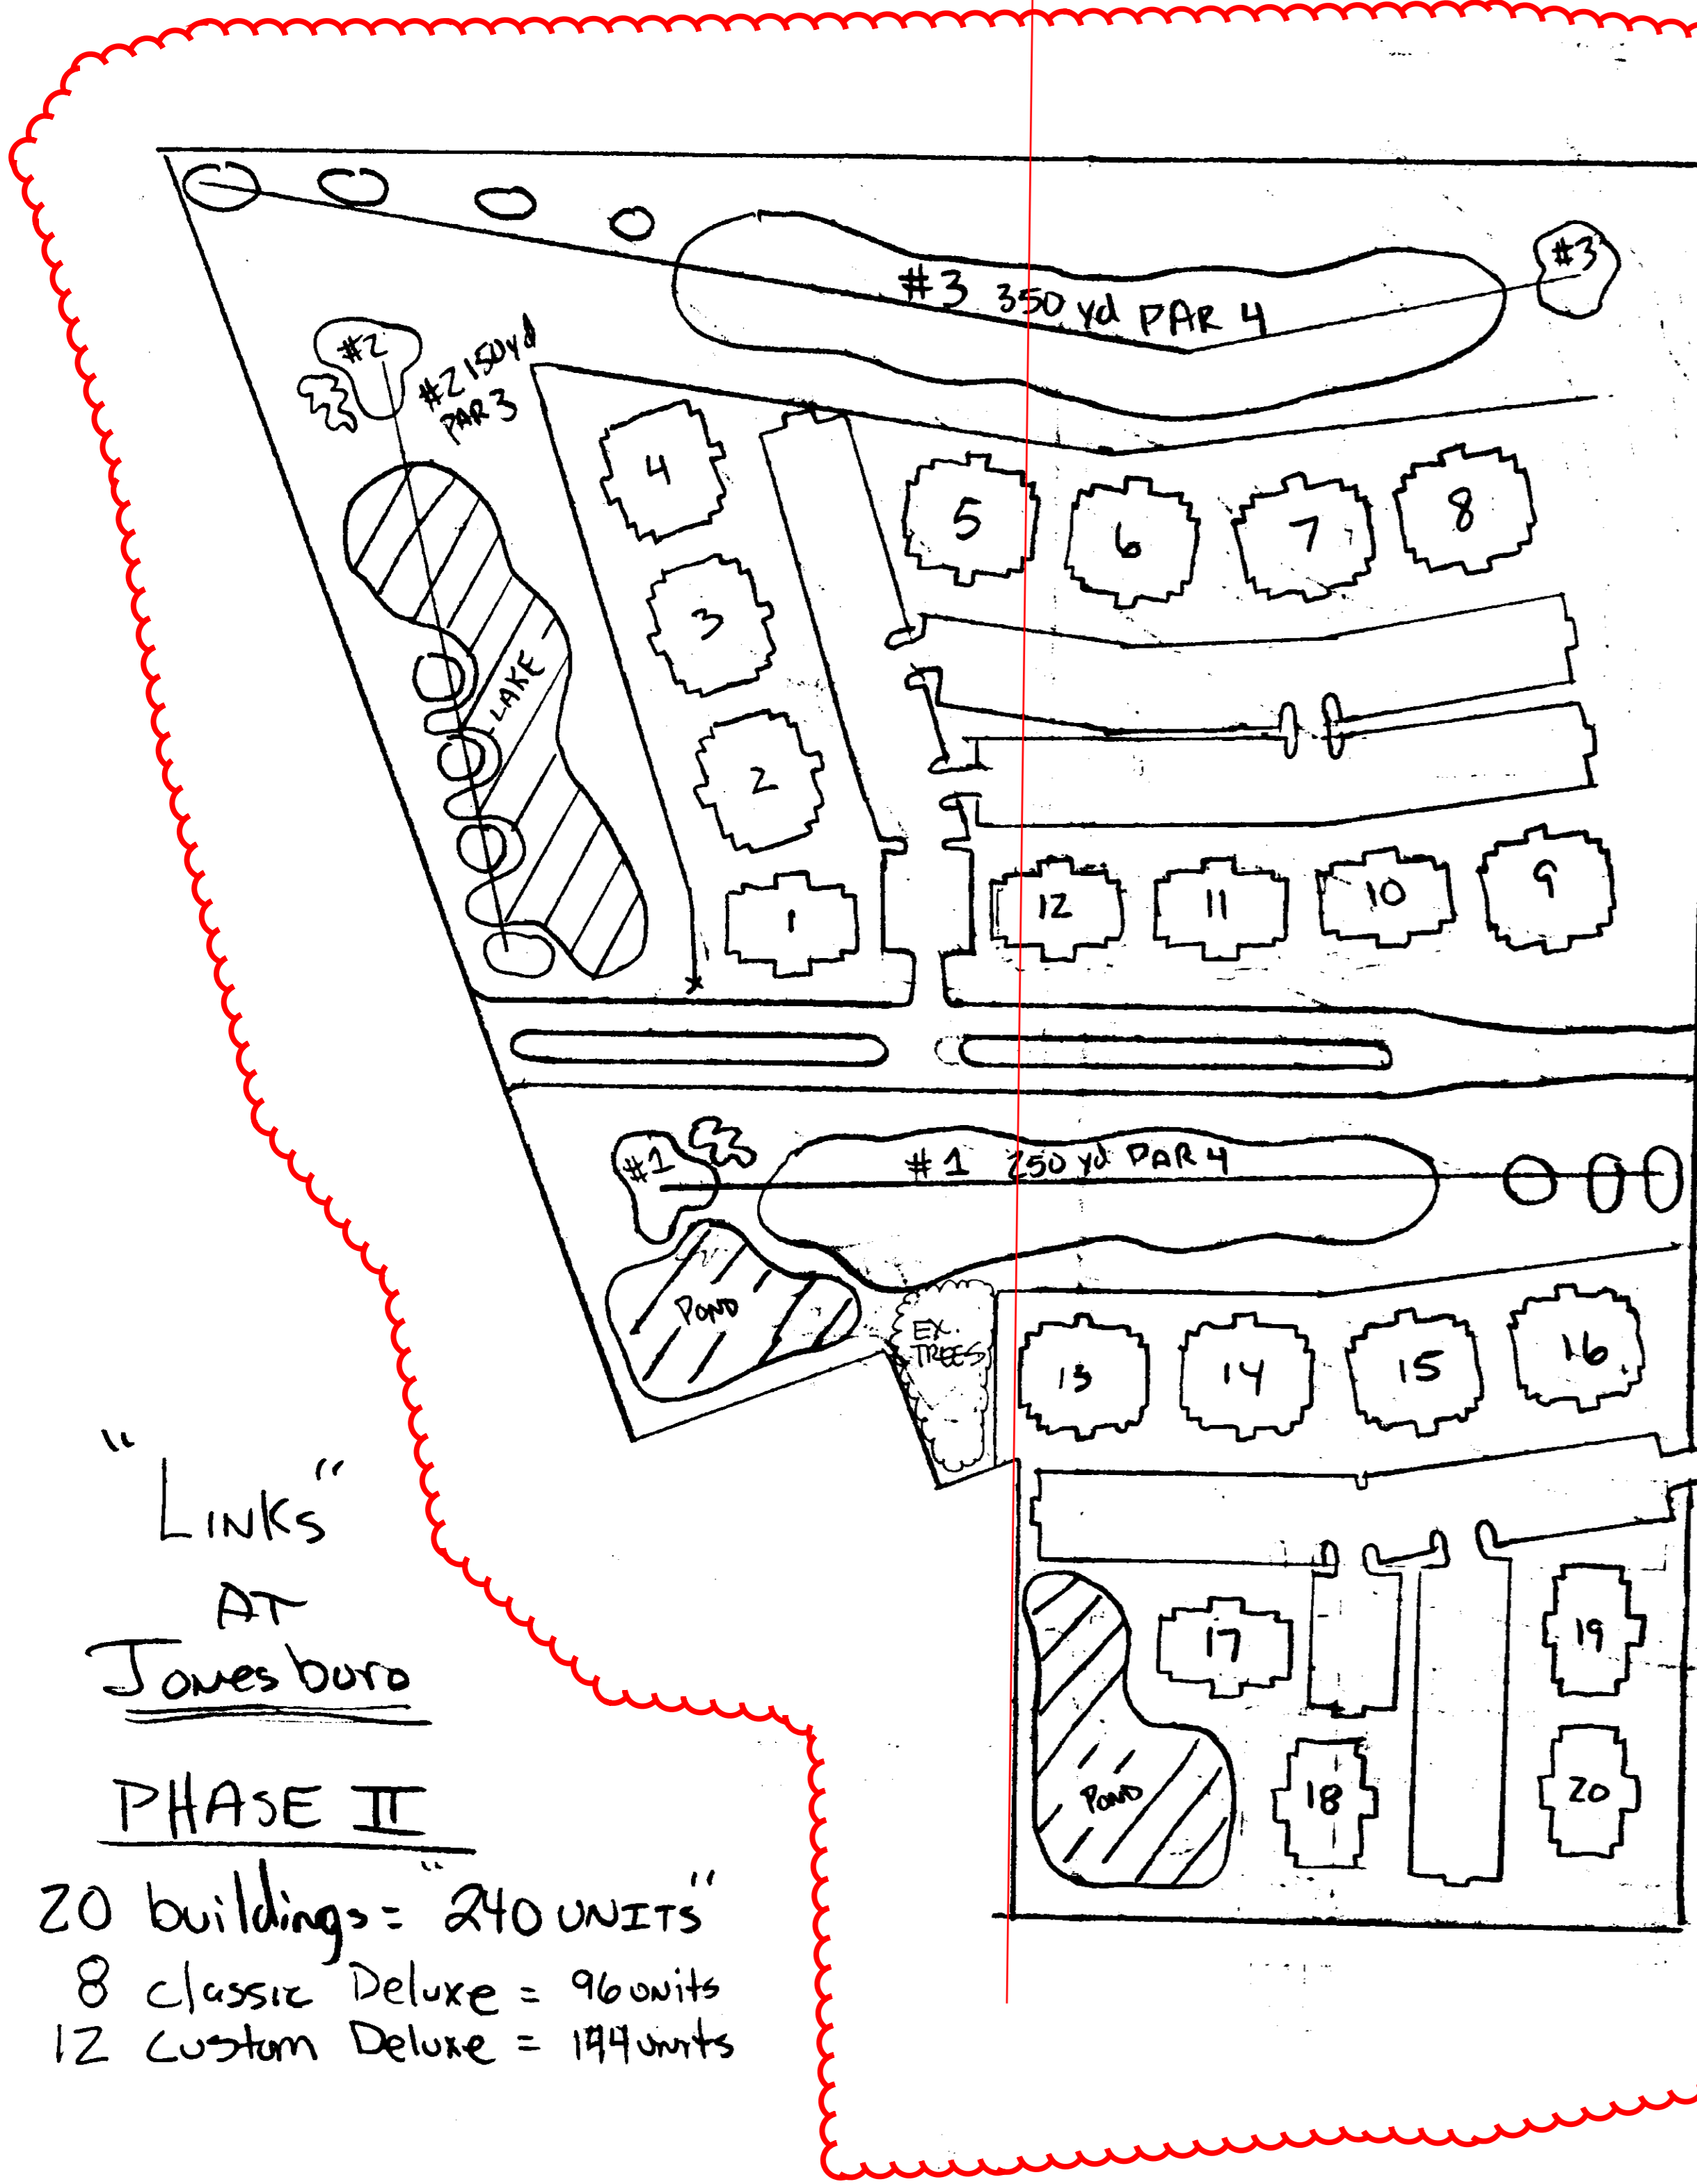 #3
#3 350 yd PAR 4
#2
#2 150 yd
PAR 3
4
5
6
7
8
3
LAKE
2
1
12
11
10
9
#1
#1 250 yd PAR 4
POND
EX.
TREES
13
14
15
16
17
19
18
20
POND
"LINKS"
AT
Jonesboro
PHASE II
20 buildings = "240 UNITS"
8 classic Deluxe = 96 units
12 Custom Deluxe = 144 units